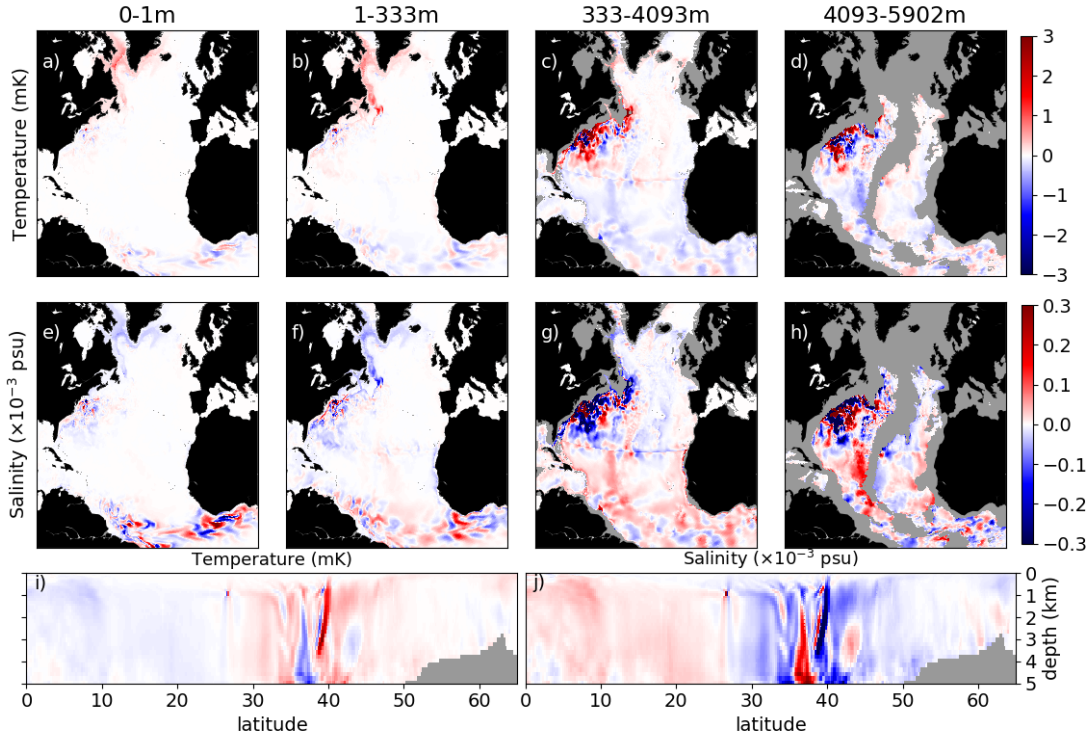 0-1m 1-333m 333-4093m 4093-5902m
a) b) c) d)
Temperature (mK)
3
2
1
0
−1
−2
−3
e) f) g) h)
Salinity (×10⁻³ psu)
0.3
0.2
0.1
0.0
−0.1
−0.2
−0.3
Temperature (mK) Salinity (×10⁻³ psu)
i) j)
0
1
2
3
4
5
depth (km)
0 10 20 30 40 50 60 0 10 20 30 40 50 60
latitude latitude